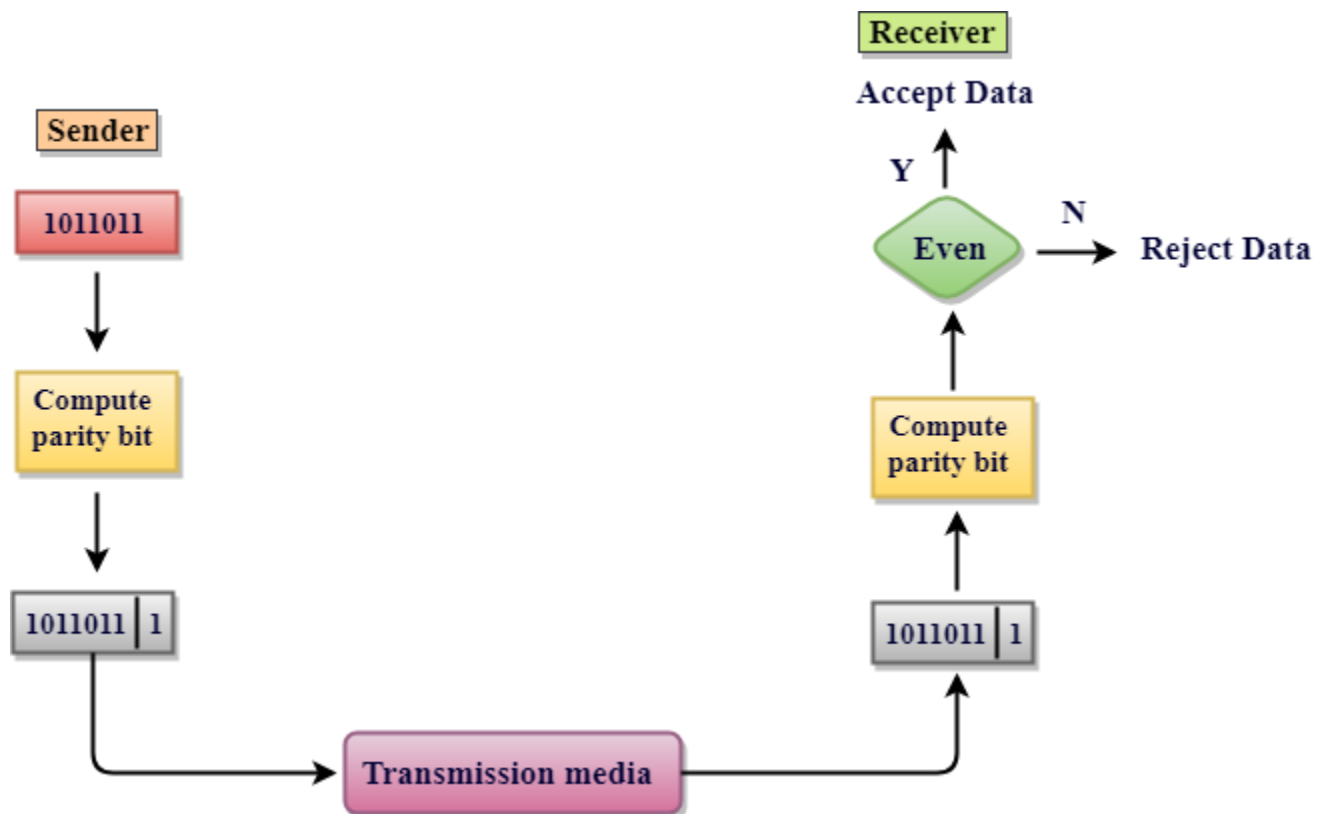 Sender
1011011
Compute
parity bit
1011011 | 1
Transmission media
Receiver
Accept Data
Y
Even
N
Reject Data
Compute
parity bit
1011011 | 1